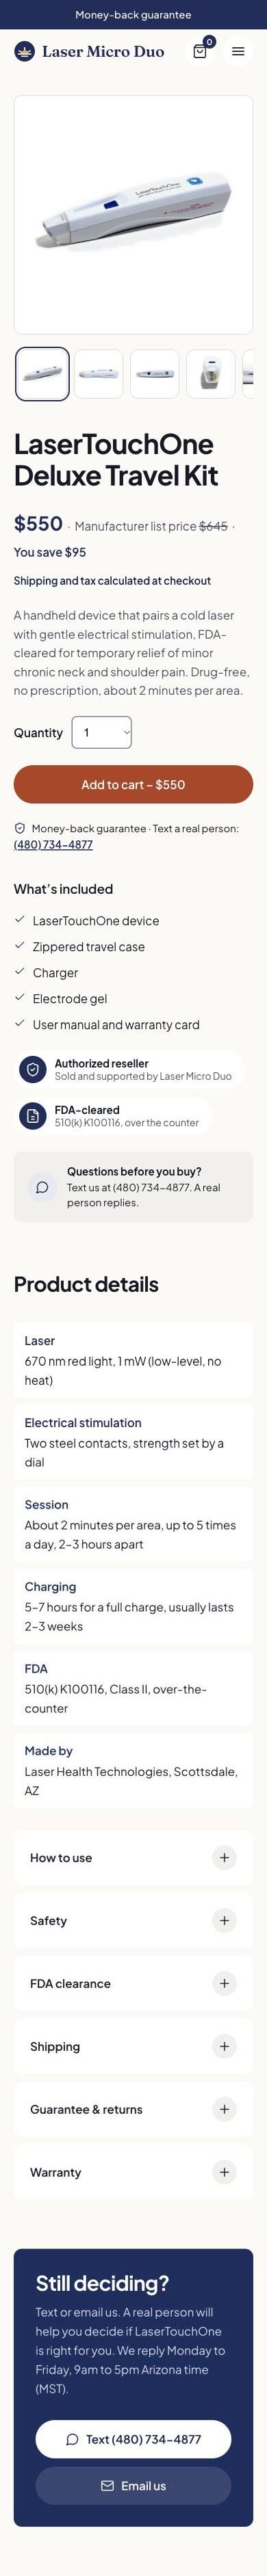 Money-back guarantee
Laser Micro Duo
0
LaserTouchOne
LaserTouchOne
Deluxe Travel Kit
$550 · Manufacturer list price $645 ·
You save $95
Shipping and tax calculated at checkout
A handheld device that pairs a cold laser
with gentle electrical stimulation, FDA-
cleared for temporary relief of minor
chronic neck and shoulder pain. Drug-free,
no prescription, about 2 minutes per area.
Quantity 1
Add to cart – $550
Money-back guarantee · Text a real person:
(480) 734-4877
What's included
LaserTouchOne device
Zippered travel case
Charger
Electrode gel
User manual and warranty card
Authorized reseller
Sold and supported by Laser Micro Duo
FDA-cleared
510(k) K100116, over the counter
Questions before you buy?
Text us at (480) 734-4877. A real
person replies.
Product details
Laser
670 nm red light, 1 mW (low-level, no
heat)
Electrical stimulation
Two steel contacts, strength set by a
dial
Session
About 2 minutes per area, up to 5 times
a day, 2–3 hours apart
Charging
5–7 hours for a full charge, usually lasts
2–3 weeks
FDA
510(k) K100116, Class II, over-the-
counter
Made by
Laser Health Technologies, Scottsdale,
AZ
How to use
Safety
FDA clearance
Shipping
Guarantee & returns
Warranty
Still deciding?
Text or email us. A real person will
help you decide if LaserTouchOne
is right for you. We reply Monday to
Friday, 9am to 5pm Arizona time
(MST).
Text (480) 734-4877
Email us